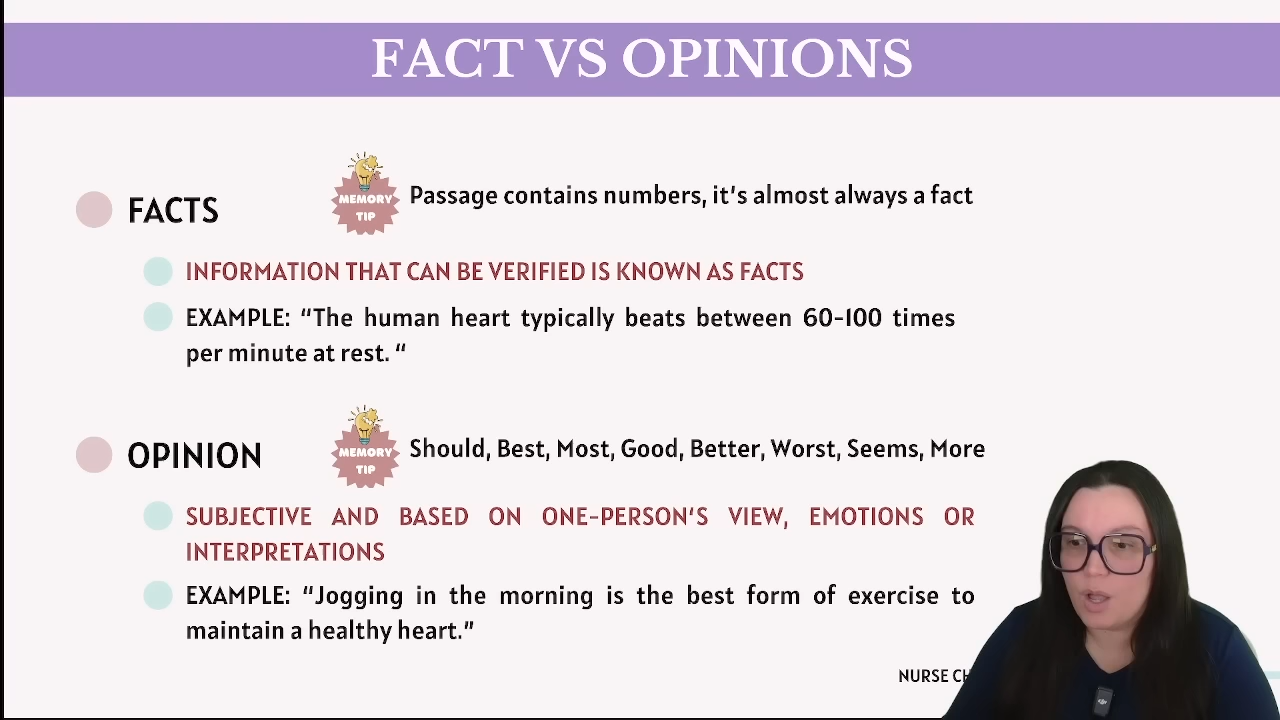 FACT VS OPINIONS
FACTS
MEMORY
TIP
Passage contains numbers, it's almost always a fact
INFORMATION THAT CAN BE VERIFIED IS KNOWN AS FACTS
EXAMPLE: “The human heart typically beats between 60-100 times
per minute at rest. “
OPINION
MEMORY
TIP
Should, Best, Most, Good, Better, Worst, Seems, More
SUBJECTIVE AND BASED ON ONE-PERSON'S VIEW, EMOTIONS OR
INTERPRETATIONS
EXAMPLE: “Jogging in the morning is the best form of exercise to
maintain a healthy heart.”
NURSE